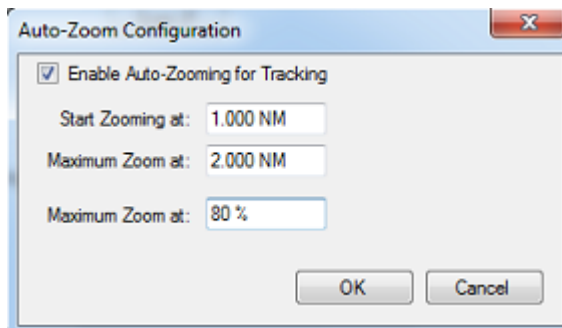 Auto-Zoom Configuration
Enable Auto-Zooming for Tracking
Start Zooming at: 1.000 NM
Maximum Zoom at: 2.000 NM
Maximum Zoom at: 80 %
OK Cancel